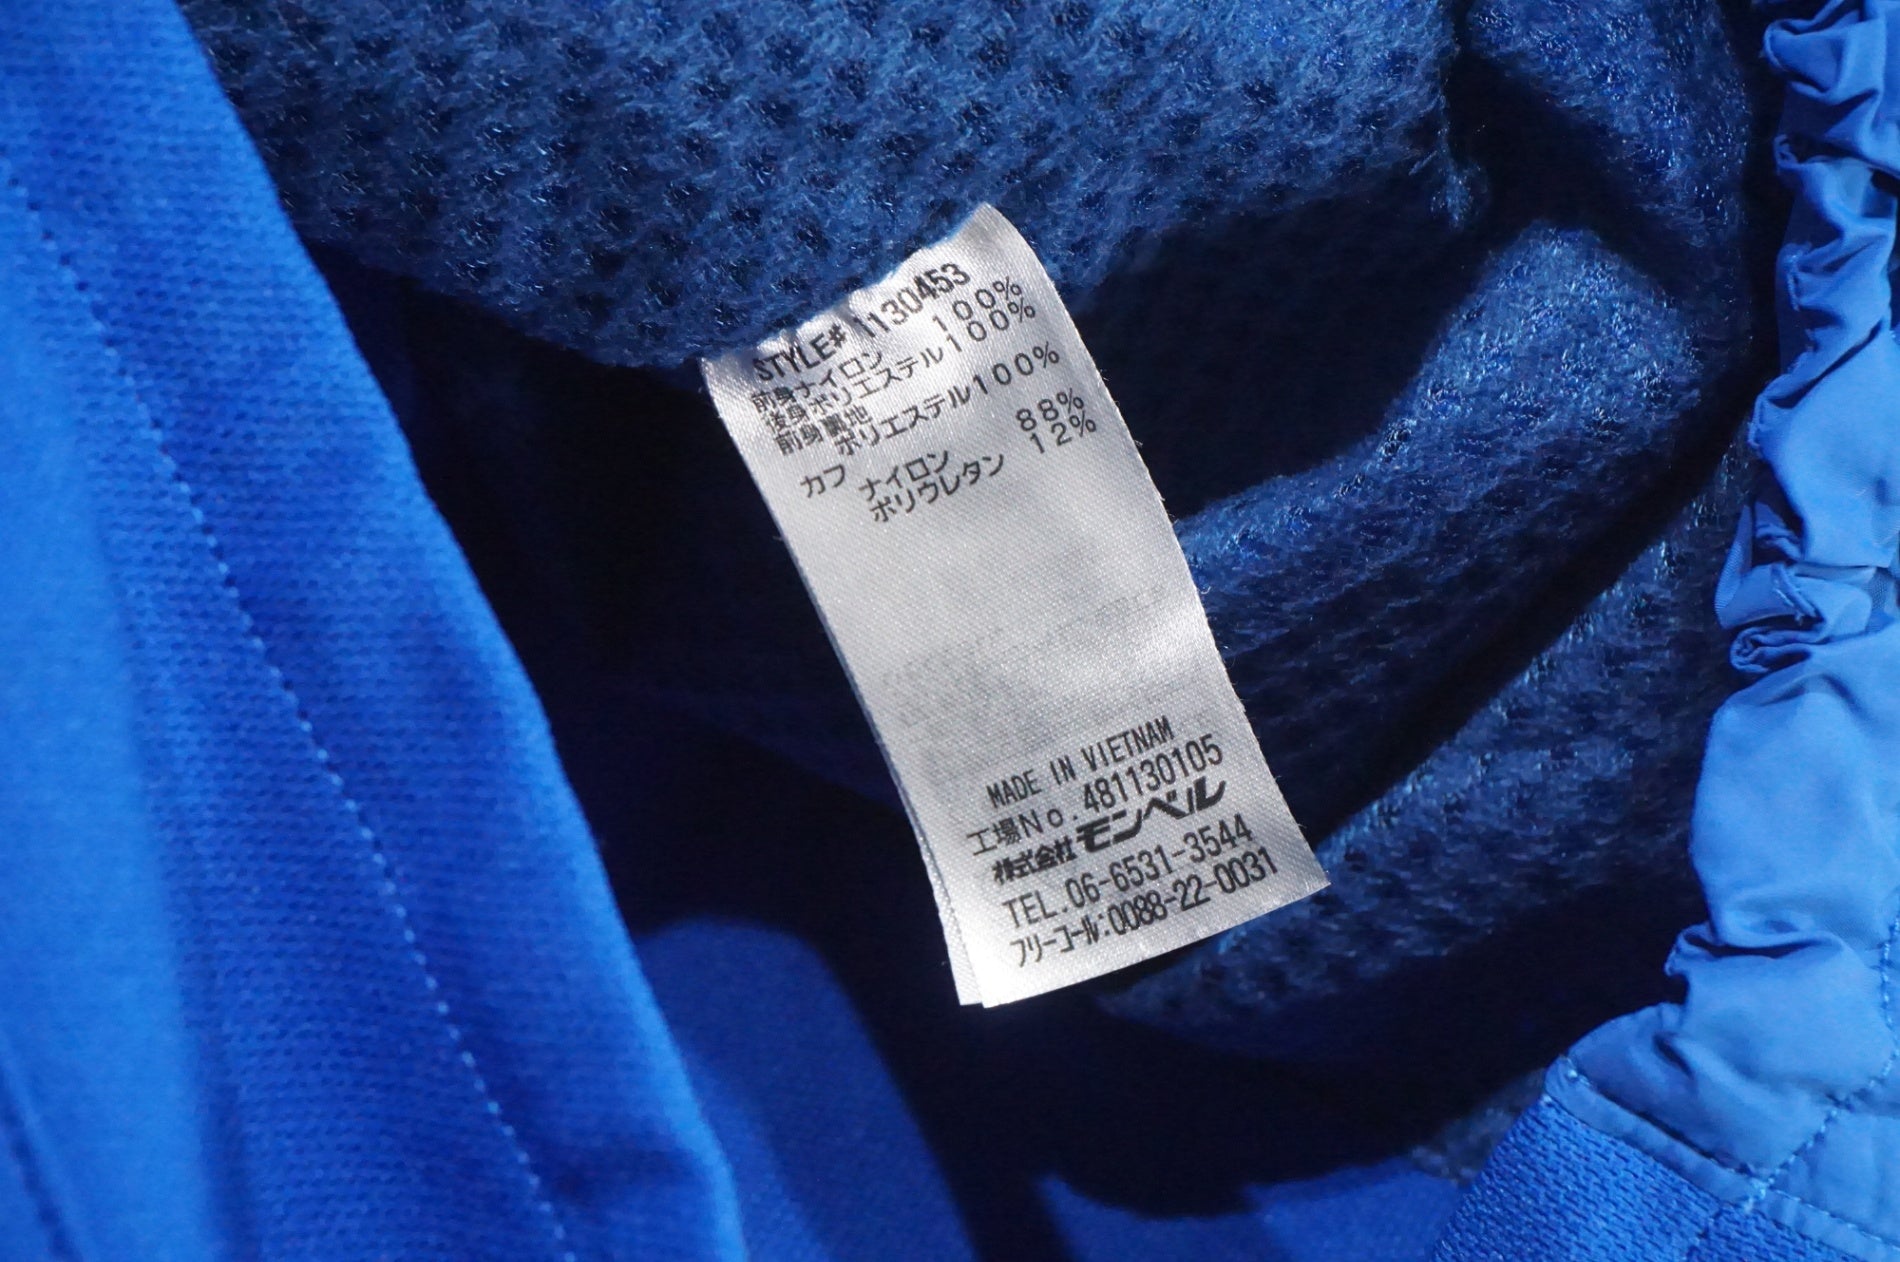 STYLE# 1130453
前身ナイロン 100%
後身ポリエステル100%
前身裏地
ポリエステル100%
カフ ナイロン 88%
ポリウレタン 12%
MADE IN VIETNAM
工場No.481130105
株式会社モンベル
TEL.06-6531-3544
フリーコール:0088-22-0031